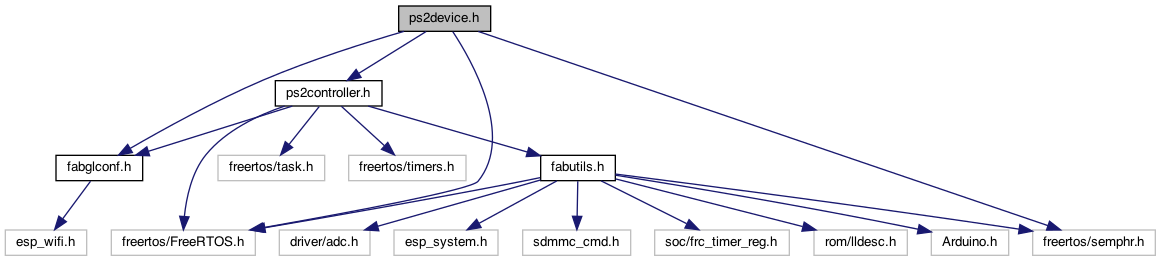 ps2device.h
ps2controller.h
fabglconf.h
freertos/task.h
freertos/timers.h
fabutils.h
esp_wifi.h
freertos/FreeRTOS.h
driver/adc.h
esp_system.h
sdmmc_cmd.h
soc/frc_timer_reg.h
rom/lldesc.h
Arduino.h
freertos/semphr.h